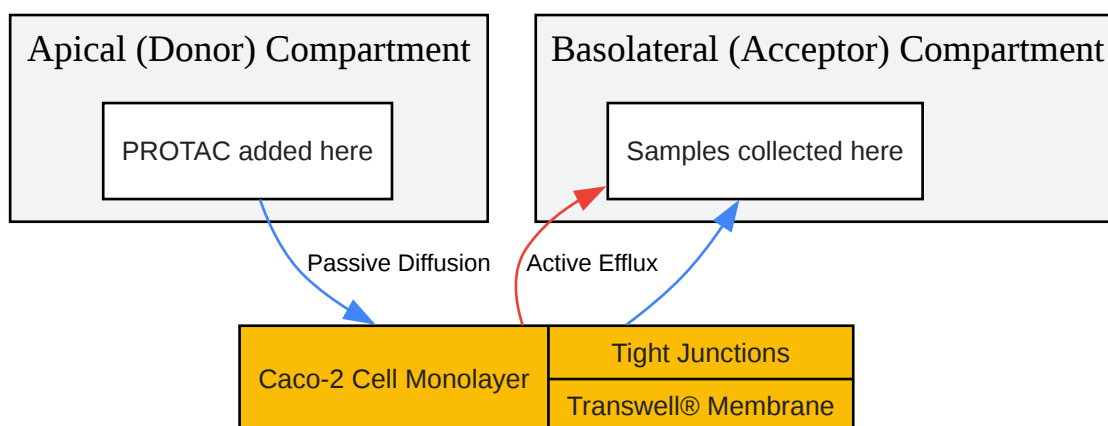 Apical (Donor) Compartment
Basolateral (Acceptor) Compartment
PROTAC added here
Samples collected here
Passive Diffusion
Active Efflux
Caco-2 Cell Monolayer
Tight Junctions
Transwell® Membrane